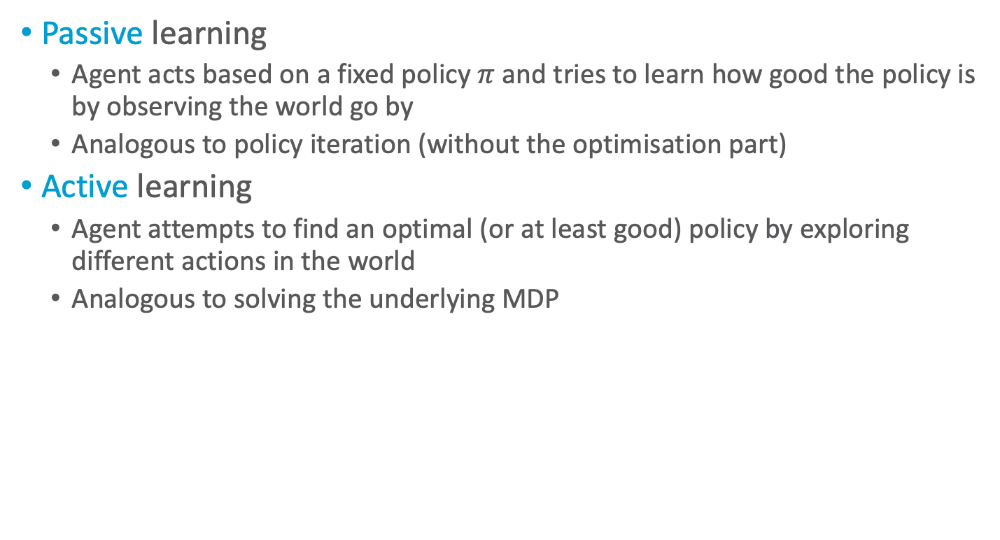 • Passive learning
• Agent acts based on a fixed policy π and tries to learn how good the policy is
by observing the world go by
• Analogous to policy iteration (without the optimisation part)
• Active learning
• Agent attempts to find an optimal (or at least good) policy by exploring
different actions in the world
• Analogous to solving the underlying MDP